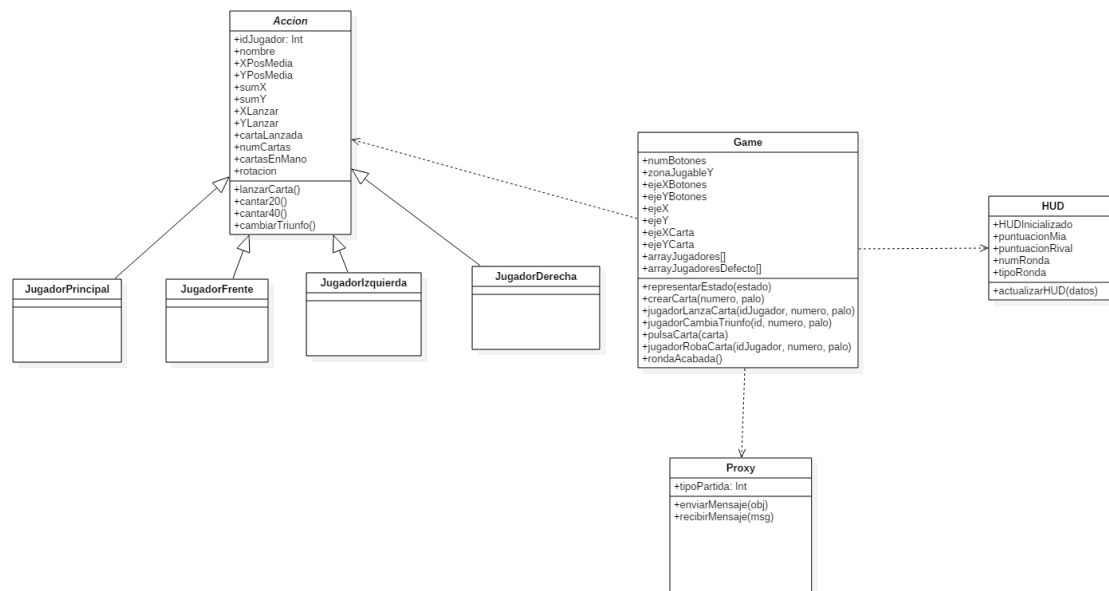 Accion
+idJugador: Int
+nombre
+XPosMedia
+YPosMedia
+sumX
+sumY
+XLanzar
+YLanzar
+cartaLanzada
+numCartas
+cartasEnMano
+rotacion
+lanzarCarta()
+cantar20()
+cantar40()
+cambiarTriunfo()
JugadorPrincipal
JugadorFrente
JugadorIzquierda
JugadorDerecha
Game
+numBotones
+zonaJugableY
+ejeXBotones
+ejeYBotones
+ejeX
+ejeY
+ejeXCarta
+ejeYCarta
+arrayJugadores[]
+arrayJugadoresDefecto[]
+representarEstado(estado)
+crearCarta(numero, palo)
+jugadorLanzaCarta(idJugador, numero, palo)
+jugadorCambiaTriunfo(id, numero, palo)
+pulsaCarta(carta)
+jugadorRobaCarta(idJugador, numero, palo)
+rondaAcabada()
HUD
+HUDInicializado
+puntuacionMia
+puntuacionRival
+numRonda
+tipoRonda
+actualizarHUD(datos)
Proxy
+tipoPartida: Int
+enviarMensaje(obj)
+recibirMensaje(msg)